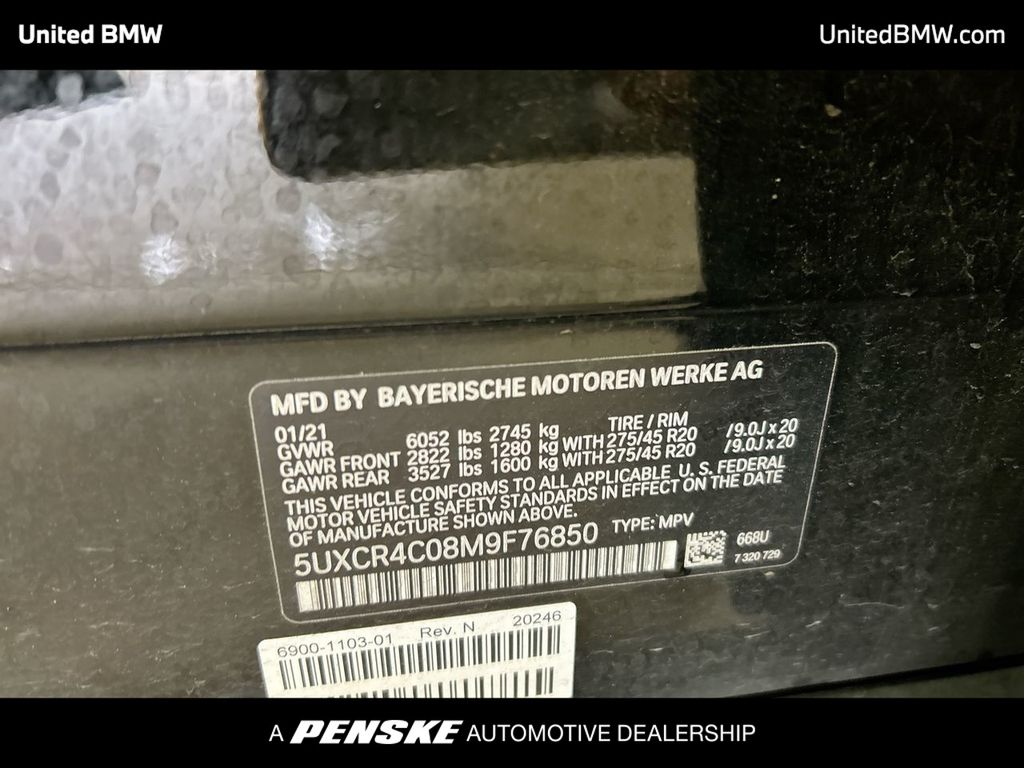 United BMW
UnitedBMW.com
MFD BY BAYERISCHE MOTOREN WERKE AG
01/21 TIRE / RIM
GVWR 6052 lbs 2745 kg
GAWR FRONT 2822 lbs 1280 kg WITH 275/45 R20 /9.0J x 20
GAWR REAR 3527 lbs 1600 kg WITH 275/45 R20 /9.0J x 20
THIS VEHICLE CONFORMS TO ALL APPLICABLE U. S. FEDERAL
MOTOR VEHICLE SAFETY STANDARDS IN EFFECT ON THE DATE
OF MANUFACTURE SHOWN ABOVE.
5UXCR4C08M9F76850 TYPE: MPV
668U
7 320 729
6900-1103-01 Rev. N 20246
A PENSKE AUTOMOTIVE DEALERSHIP